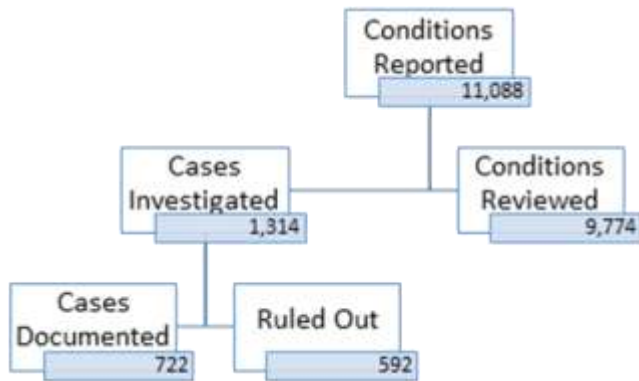 Conditions
Reported
11,088
Cases
Investigated
1,314
Conditions
Reviewed
9,774
Cases
Documented
722
Ruled Out
592